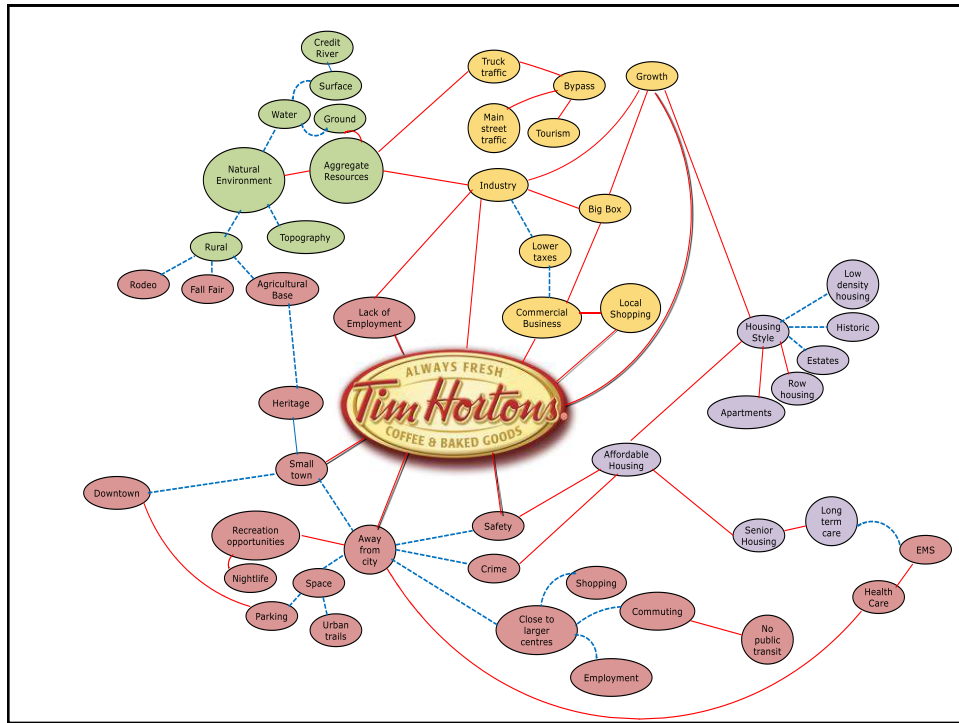 Credit
River
Surface
Water
Ground
Natural
Environment
Aggregate
Resources
Topography
Rural
Rodeo
Fall Fair
Agricultural
Base
Truck
traffic
Bypass
Growth
Main
street
traffic
Tourism
Industry
Big Box
Lower
taxes
Commercial
Business
Local
Shopping
Lack of
Employment
Low
density
housing
Housing
Style
Historic
Estates
Row
housing
Apartments
ALWAYS FRESH
Tim Hortons.
COFFEE & BAKED GOODS
Heritage
Small
town
Downtown
Affordable
Housing
Recreation
opportunities
Nightlife
Away
from
city
Safety
Crime
Space
Parking
Urban
trails
Senior
Housing
Long
term
care
EMS
Health
Care
Shopping
Close to
larger
centres
Commuting
No
public
transit
Employment